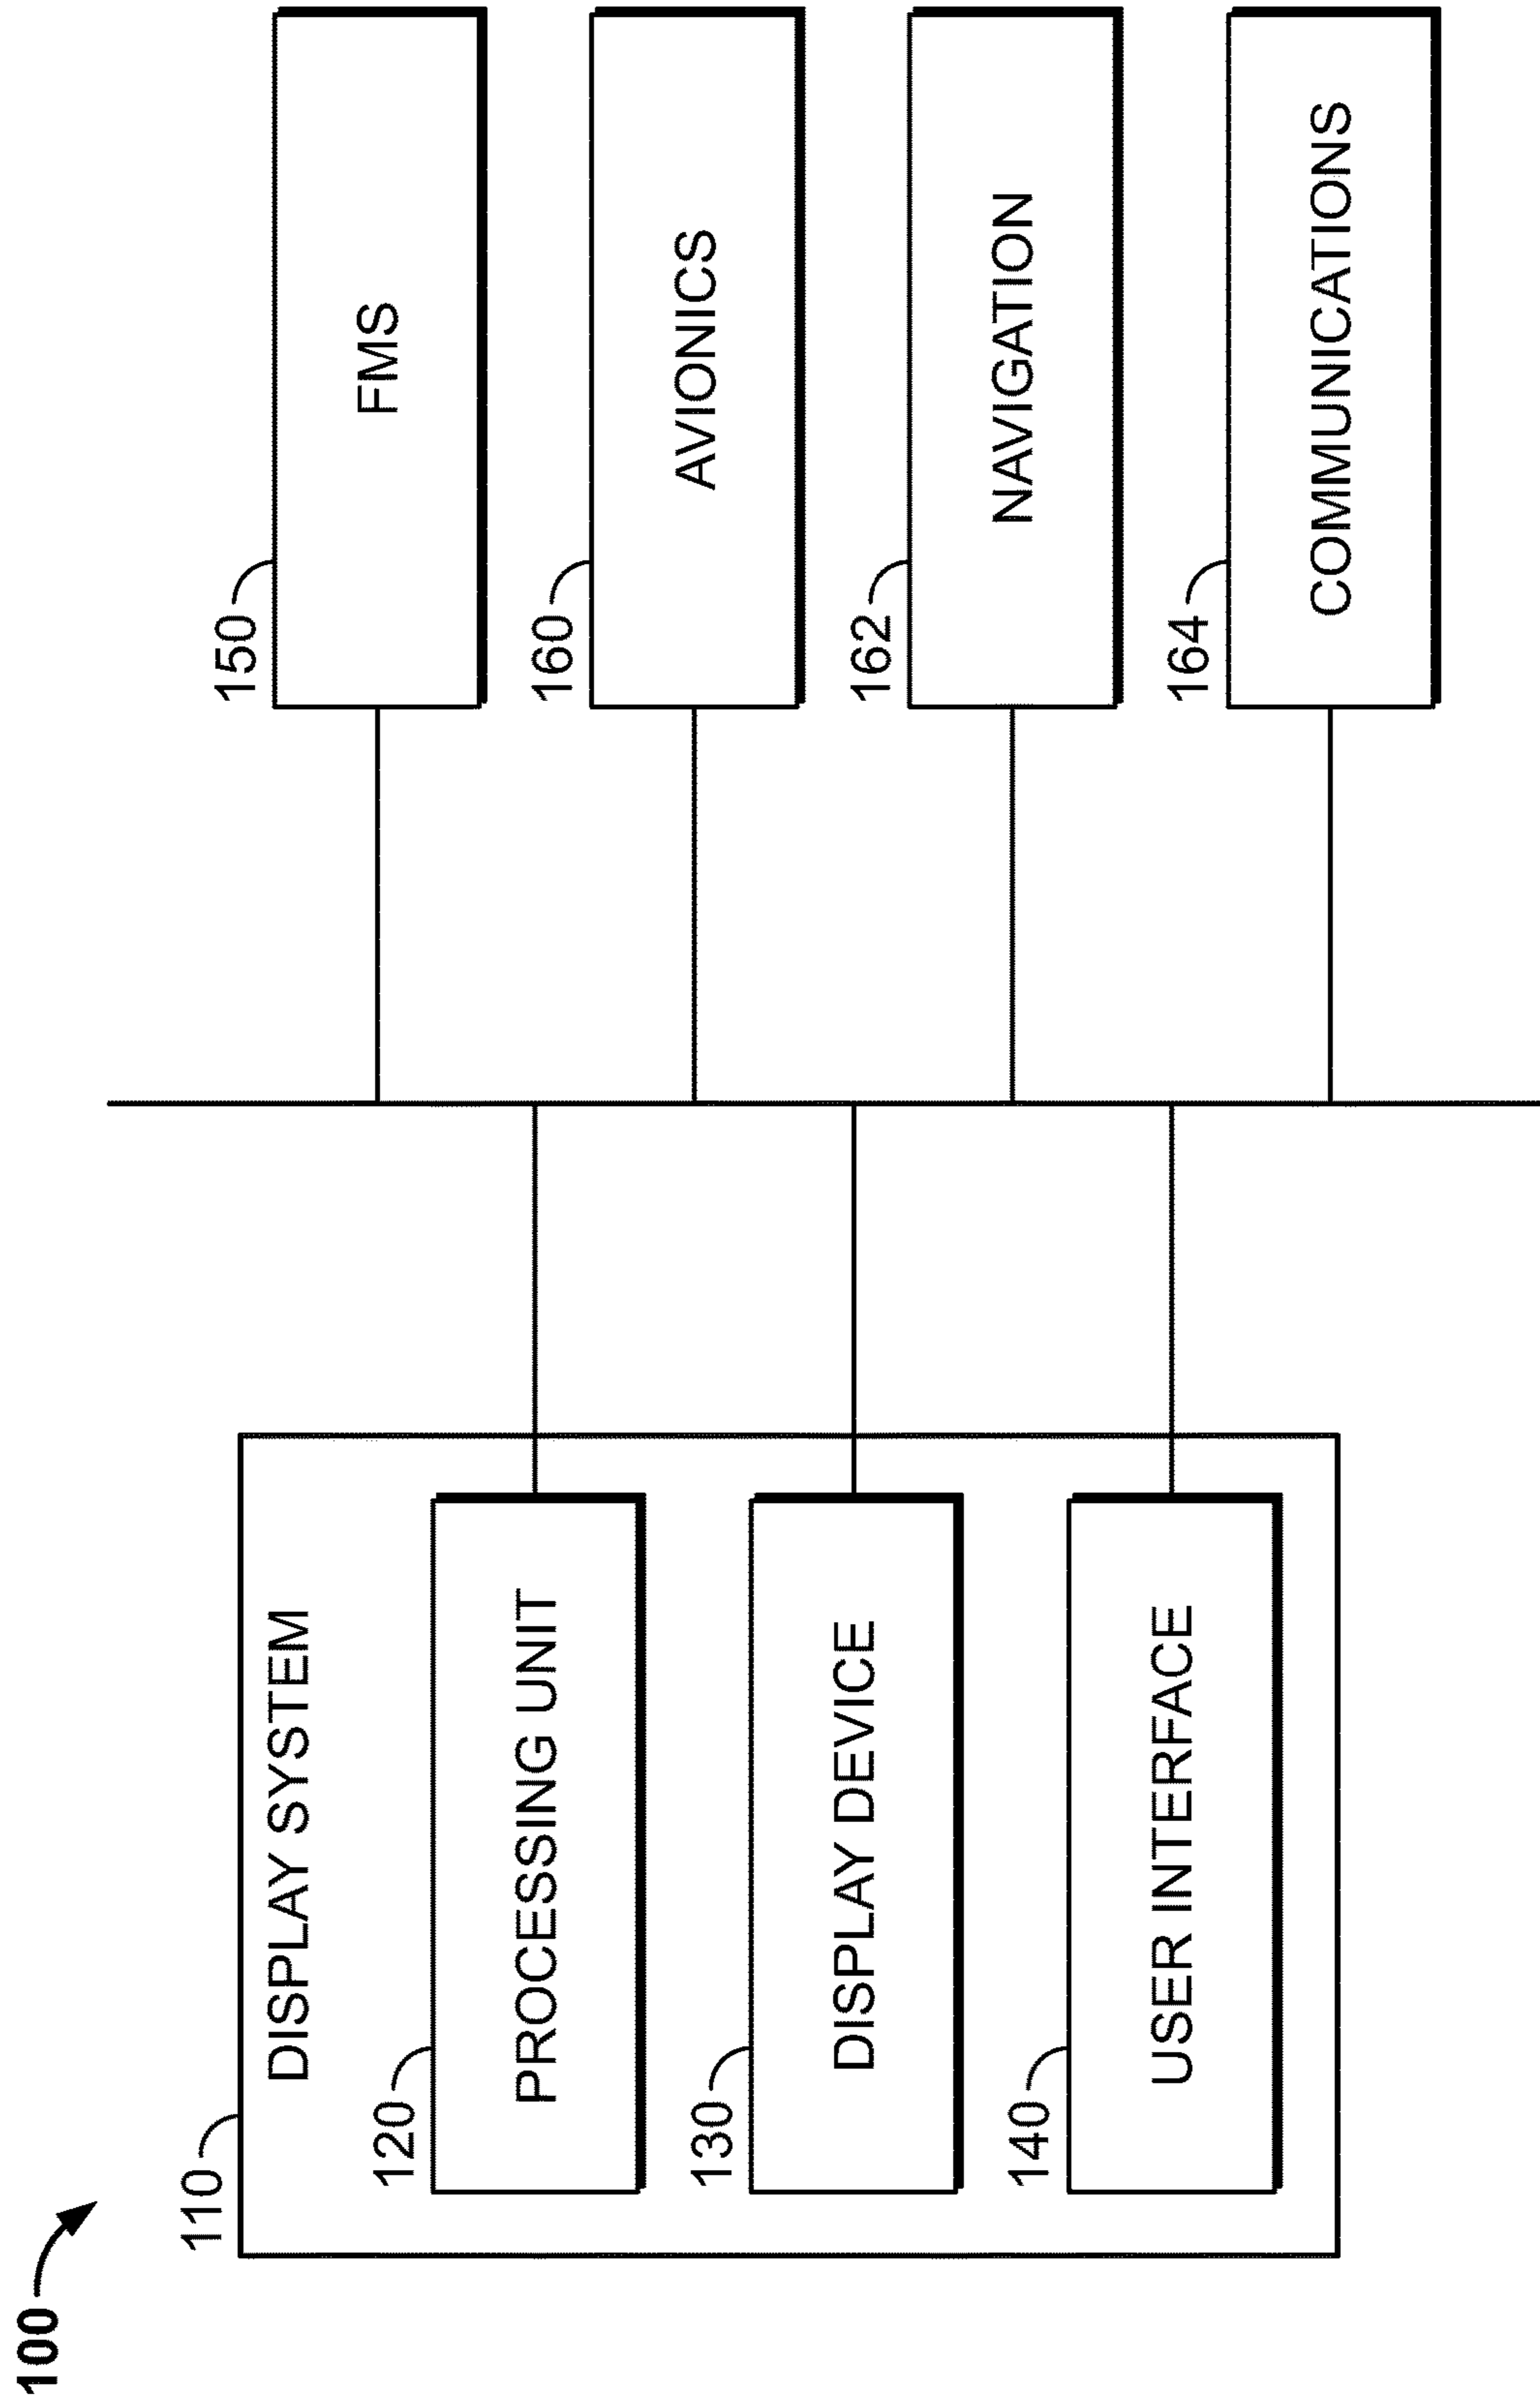 100
110
DISPLAY SYSTEM
120
PROCESSING UNIT
130
DISPLAY DEVICE
140
USER INTERFACE
150
FMS
160
AVIONICS
162
NAVIGATION
164
COMMUNICATIONS